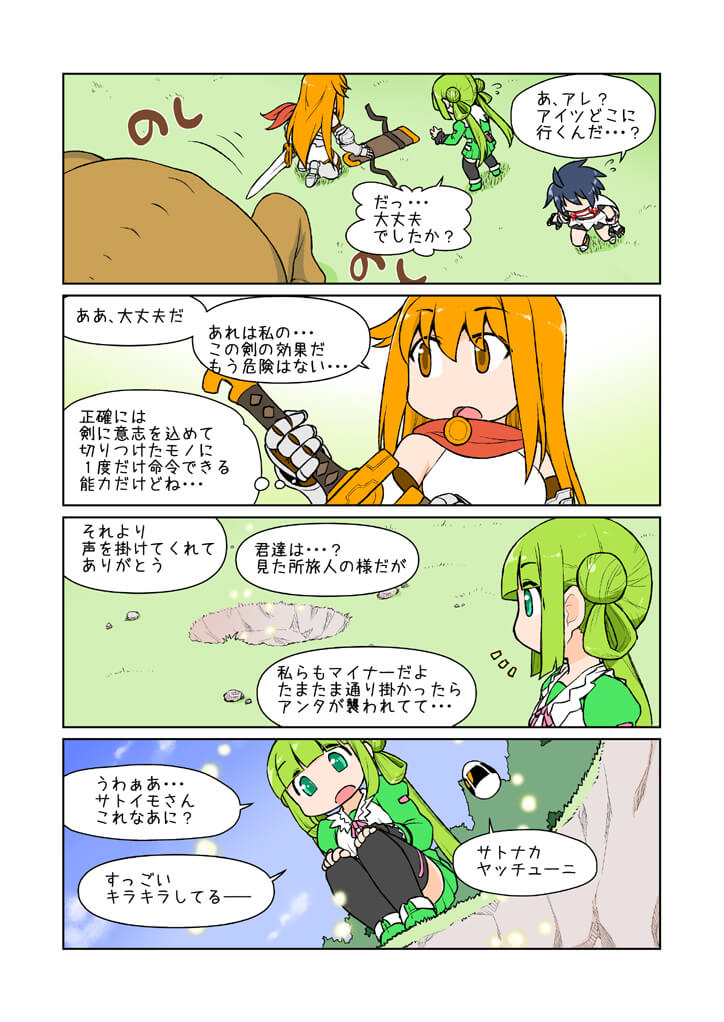 あ、アレ？
アイツどこに
行くんだ・・・？
のし
だっ・・・
大丈夫
でしたか？
のし
ああ、大丈夫だ
あれは私の・・・
この剣の効果だ
もう危険はない・・・
正確には
剣に意志を込めて
切りつけたモノに
１度だけ命令できる
能力だけどね・・・
それより
声を掛けてくれて
ありがとう
君達は・・・？
見た所旅人の様だが
私らもマイナーだよ
たまたま通り掛かったら
アンタが襲われてて・・・
うわぁあ・・・
サトイモさん
これなあに？
サトナカ
ヤッチューニ
すっごい
キラキラしてる――